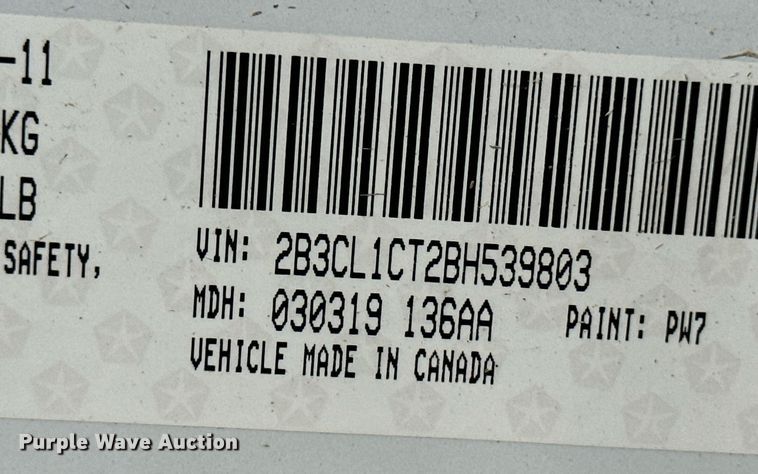 -11
KG
LB
SAFETY,
VIN: 2B3CL1CT2BH539803
MDH: 030319 136AA PAINT: PW7
VEHICLE MADE IN CANADA
Purple Wave Auction